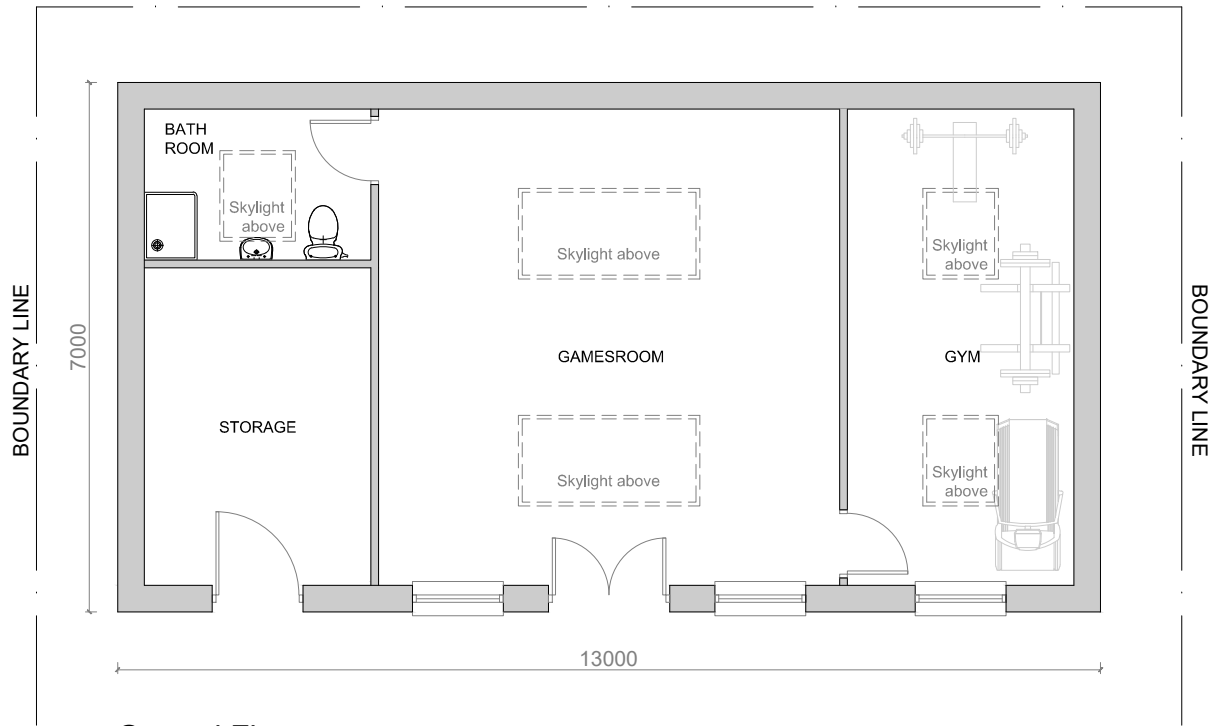 BATH
ROOM
Skylight
above
Skylight above
Skylight
above
BOUNDARY LINE
7000
GAMESROOM
GYM
BOUNDARY LINE
STORAGE
Skylight above
Skylight
above
13000